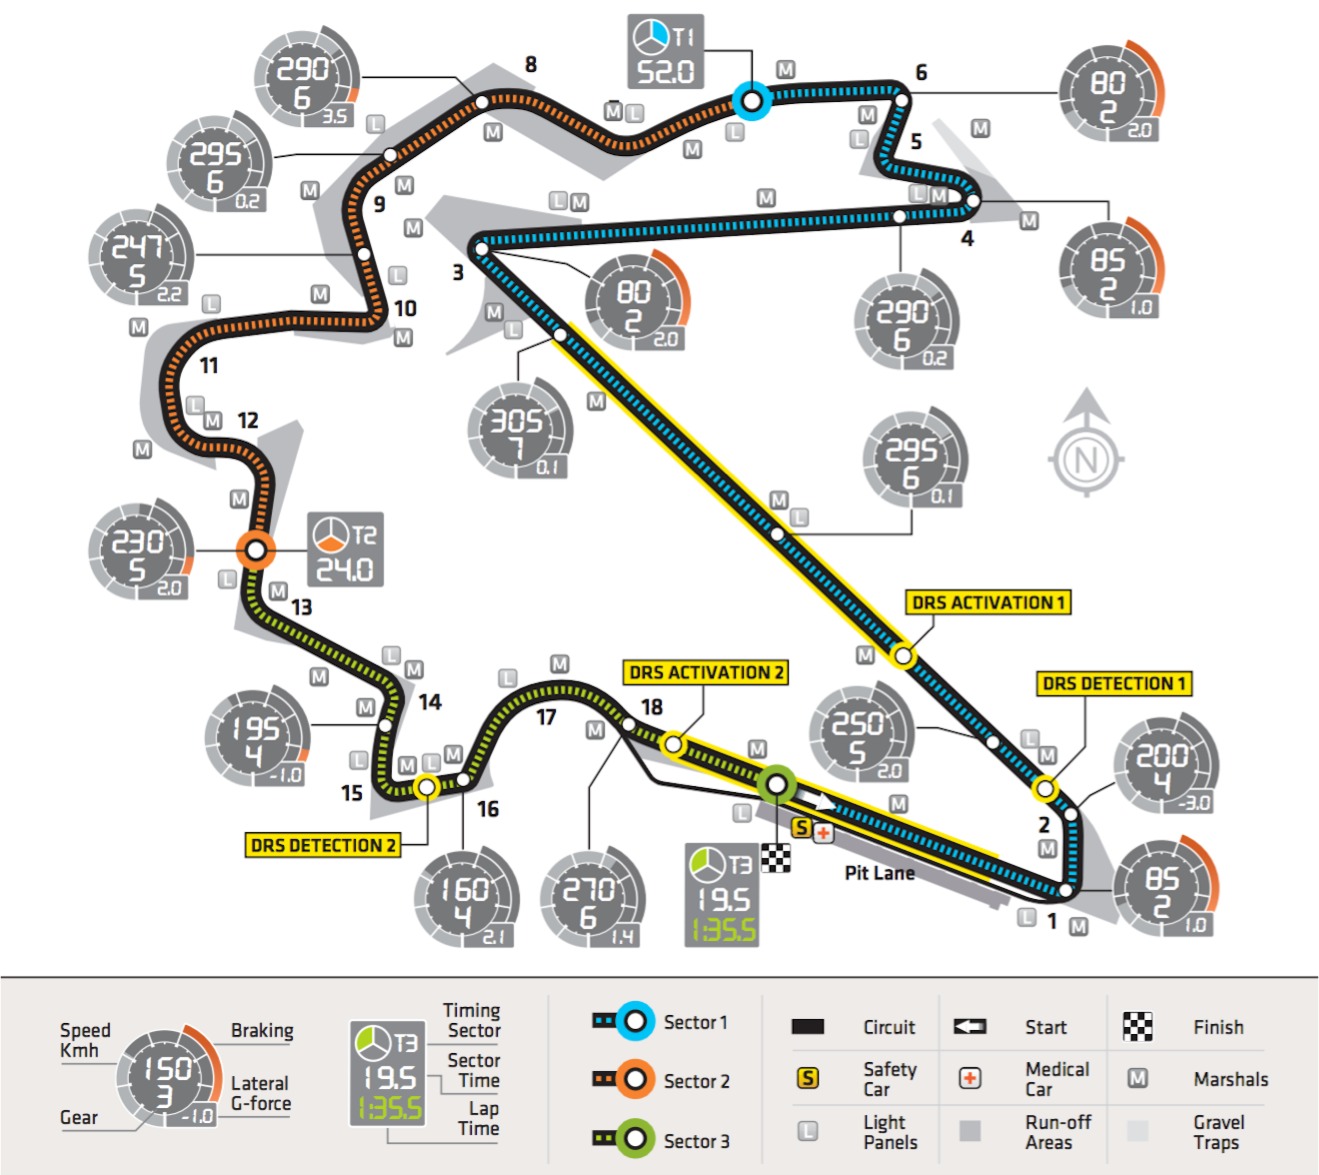 T1
52.0
8
290
6
3.5
6
80
2
2.0
M
L
M
M
L
L
M
M
M
L
5
M
295
6
0.2
M
M
9
L
M
M
L
M
M
4
85
2
1.0
247
5
2.2
M
3
80
2
2.0
290
6
0.2
L
M
10
M
L
M
M
L
11
305
7
0.1
M
L
M
12
M
M
295
6
0.1
N
M
L
230
5
2.0
T2
24.0
L
M
13
DRS ACTIVATION 1
M
L
M
M
L
M
17
DRS ACTIVATION 2
DRS DETECTION 1
195
4
-1.0
M
14
M
18
M
250
5
2.0
L
M
200
4
-3.0
L
15
M
L
M
16
DRS DETECTION 2
L
S
M
2
M
160
4
2.1
270
6
1.4
T3
19.5
1:35.5
Pit Lane
85
2
1.0
L
1
M
Speed
Kmh
Gear
150
3
-1.0
Braking
Lateral
G-force
T3
19.5
1:35.5
Timing
Sector
Sector
Time
Lap
Time
Sector 1
Sector 2
Sector 3
Circuit
Start
Finish
S
Safety
Car
Medical
Car
M
Marshals
L
Light
Panels
Run-off
Areas
Gravel
Traps